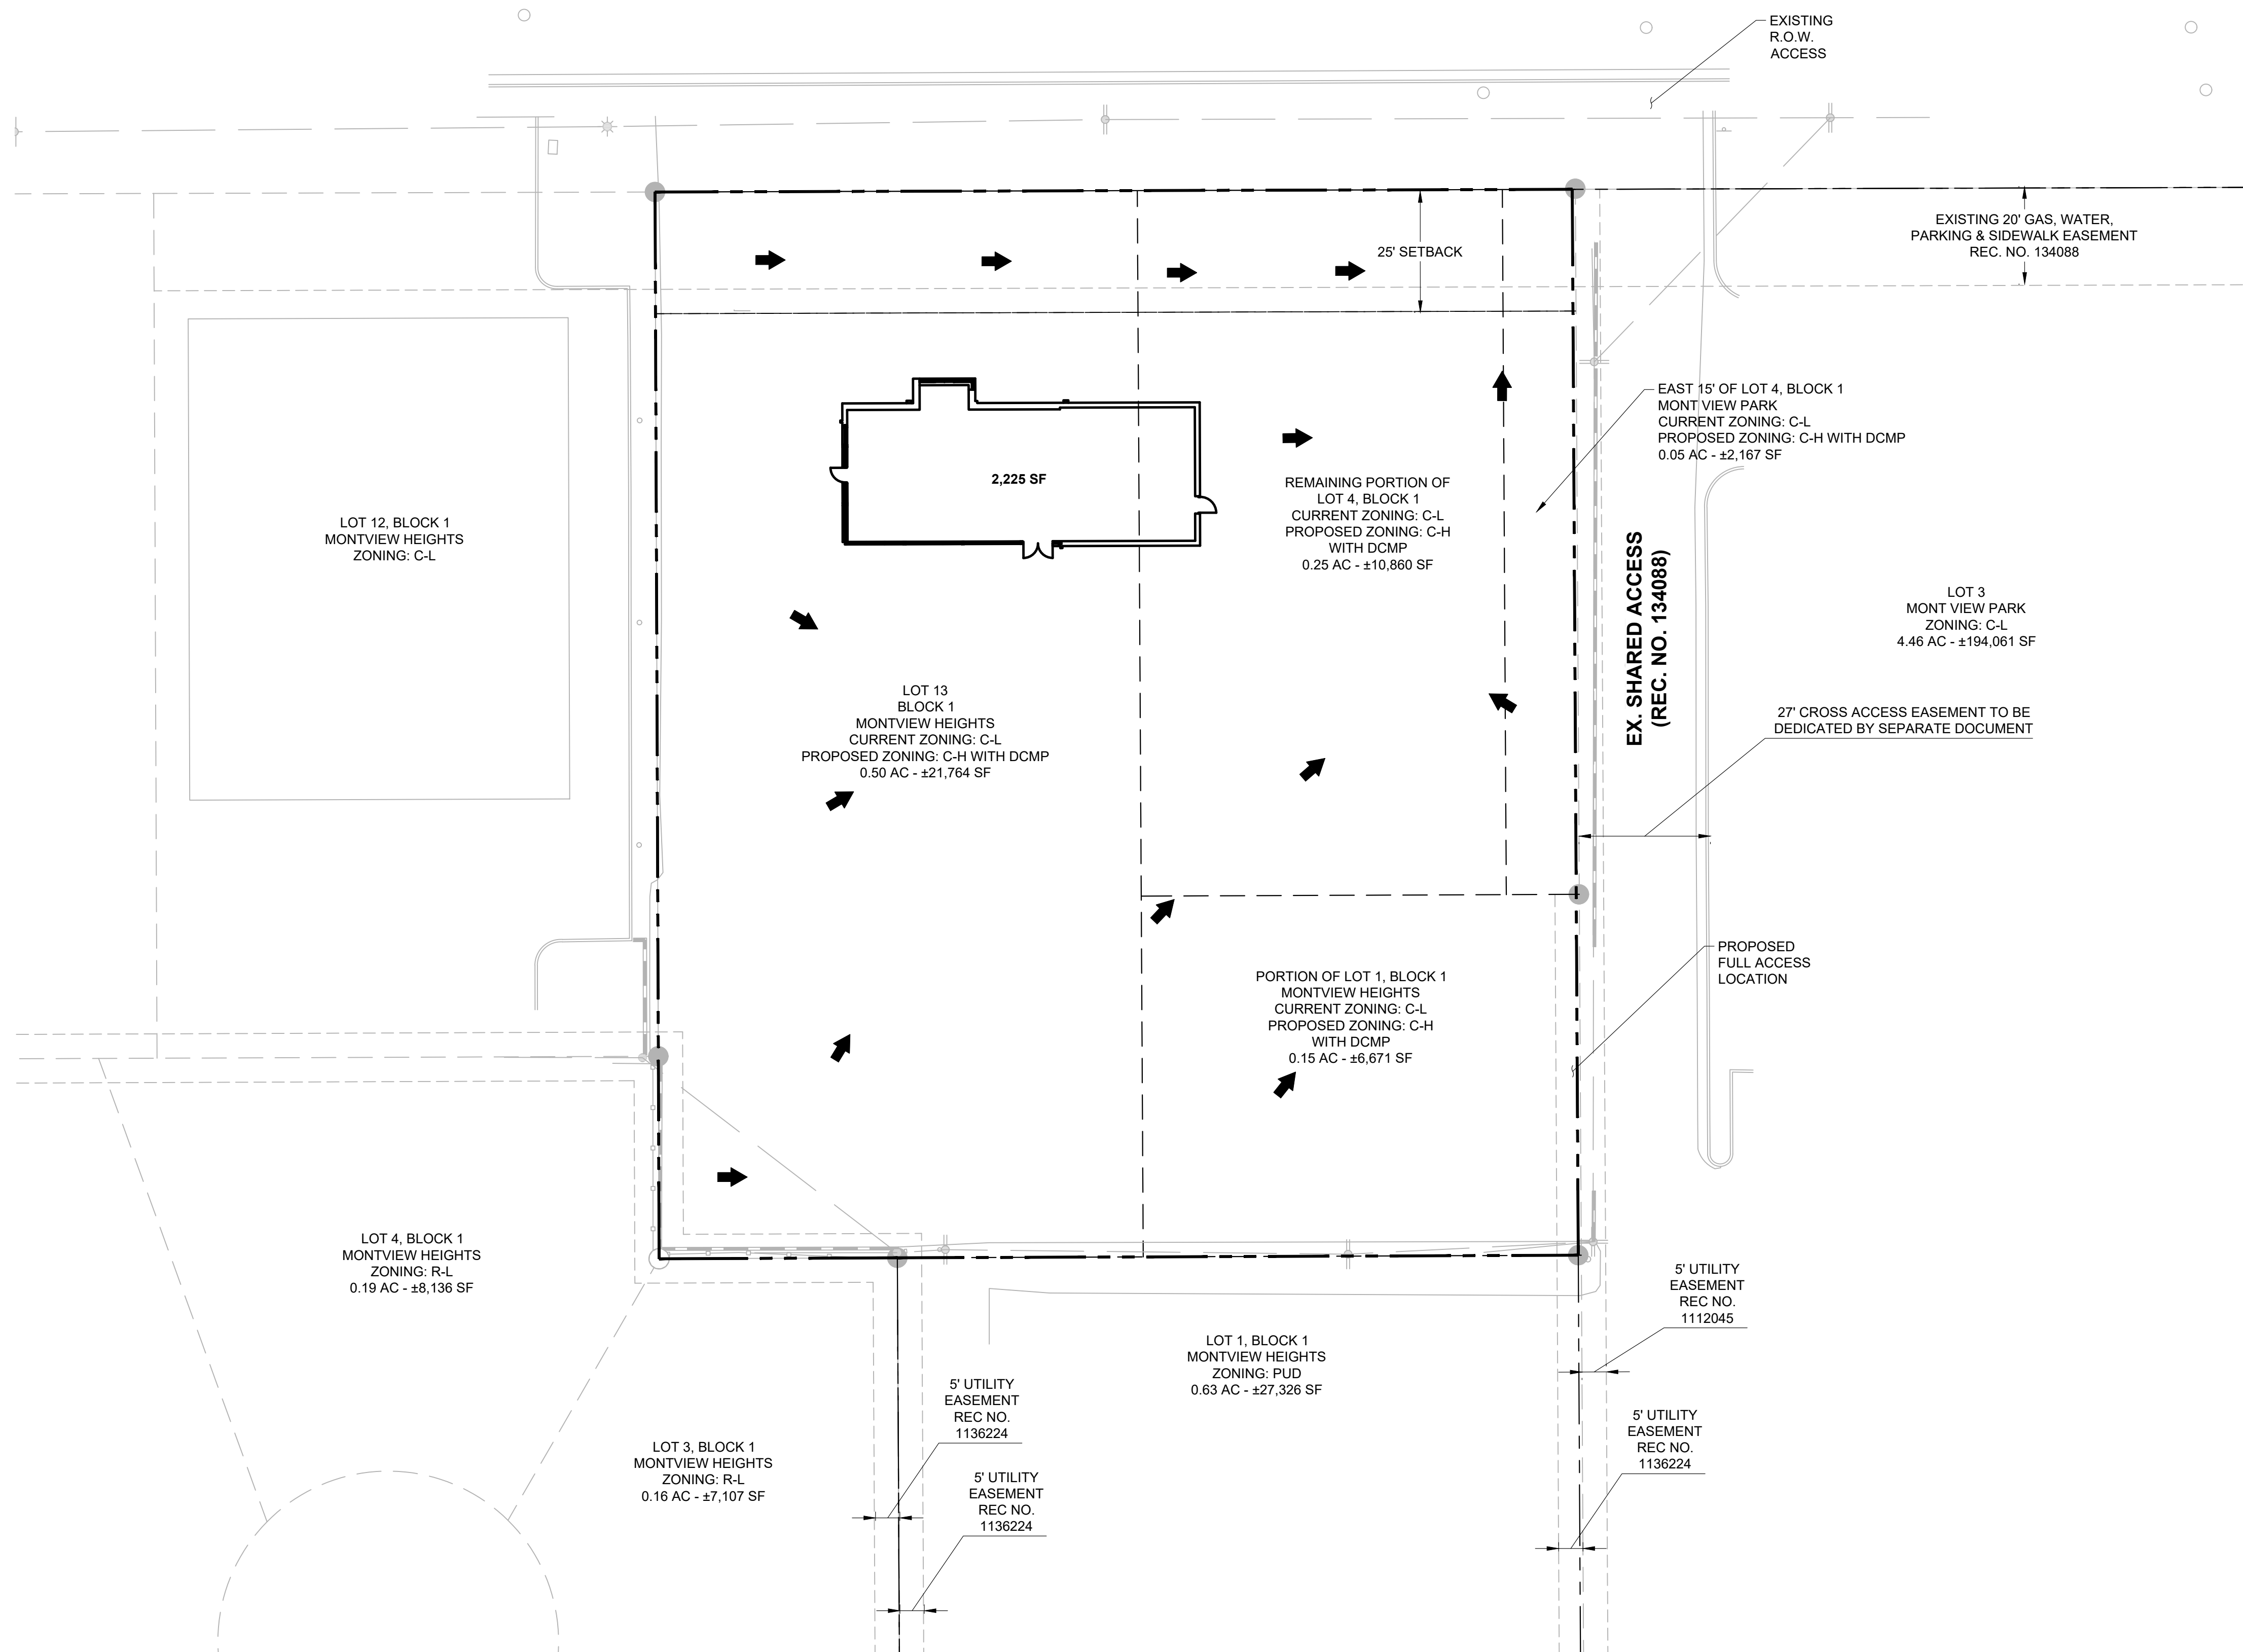 EXISTING
R.O.W.
ACCESS
EXISTING 20' GAS, WATER,
PARKING & SIDEWALK EASEMENT
REC. NO. 134088
25' SETBACK
EAST 15' OF LOT 4, BLOCK 1
MONT VIEW PARK
CURRENT ZONING: C-L
PROPOSED ZONING: C-H WITH DCMP
0.05 AC - ±2,167 SF
2,225 SF
REMAINING PORTION OF
LOT 4, BLOCK 1
CURRENT ZONING: C-L
PROPOSED ZONING: C-H
WITH DCMP
0.25 AC - ±10,860 SF
LOT 12, BLOCK 1
MONTVIEW HEIGHTS
ZONING: C-L
EX. SHARED ACCESS
(REC. NO. 134088)
LOT 3
MONT VIEW PARK
ZONING: C-L
4.46 AC - ±194,061 SF
LOT 13
BLOCK 1
MONTVIEW HEIGHTS
CURRENT ZONING: C-L
PROPOSED ZONING: C-H WITH DCMP
0.50 AC - ±21,764 SF
27' CROSS ACCESS EASEMENT TO BE
DEDICATED BY SEPARATE DOCUMENT
PROPOSED
FULL ACCESS
LOCATION
PORTION OF LOT 1, BLOCK 1
MONTVIEW HEIGHTS
CURRENT ZONING: C-L
PROPOSED ZONING: C-H
WITH DCMP
0.15 AC - ±6,671 SF
LOT 4, BLOCK 1
MONTVIEW HEIGHTS
ZONING: R-L
0.19 AC - ±8,136 SF
5' UTILITY
EASEMENT
REC NO.
1112045
LOT 1, BLOCK 1
MONTVIEW HEIGHTS
ZONING: PUD
0.63 AC - ±27,326 SF
5' UTILITY
EASEMENT
REC NO.
1136224
5' UTILITY
EASEMENT
REC NO.
1136224
LOT 3, BLOCK 1
MONTVIEW HEIGHTS
ZONING: R-L
0.16 AC - ±7,107 SF
5' UTILITY
EASEMENT
REC NO.
1136224